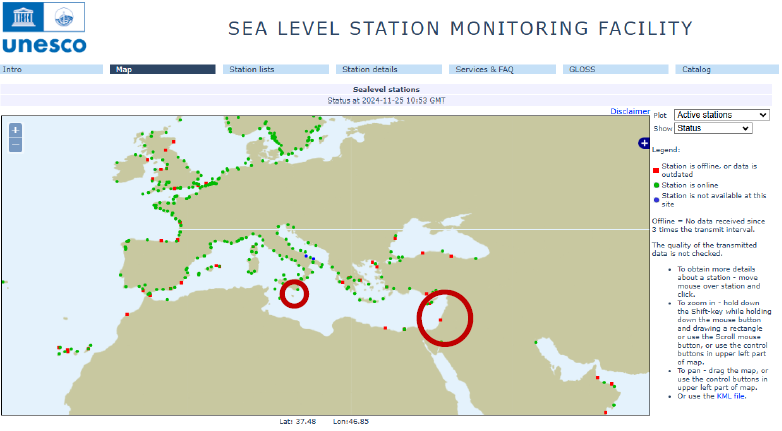 unesco
SEA LEVEL STATION MONITORING FACILITY
Intro Map Station lists Station details Services & FAQ GLOSS Catalog
Sealevel stations
Status at 2024-11-25 10:53 GMT
Disclaimer
Plot Active stations
Show Status
+
−
+
Legend:
Station is offline, or data is
outdated
Station is online
Station is not available at this
site
Offline = No data received since
3 times the transmit interval.
The quality of the transmitted
data is not checked.
• To obtain more details
about a station - move
mouse over station and
click.
• To zoom in - hold down
the Shift-key while holding
down the mouse button
and drawing a rectangle
or use the Scroll mouse
button, or use the control
buttons in upper left part
of map.
• To pan - drag the map, or
use the control buttons in
upper left part of map.
• Or use the KML file.
Lat: 37.48 Lon:46.85